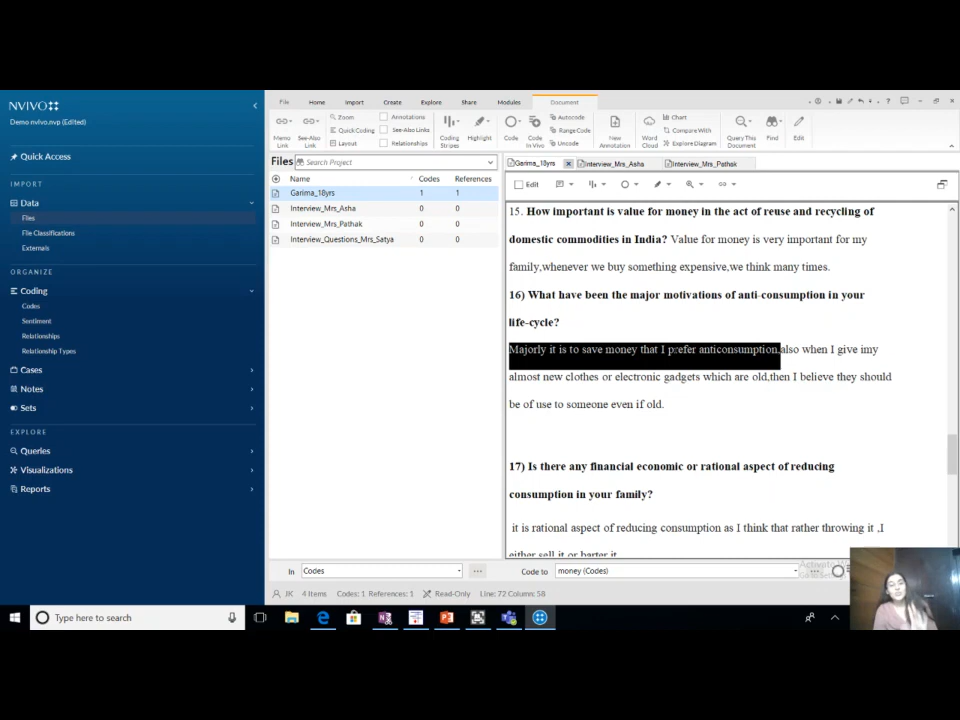 NVIVO
Demo nvivo.nvp (Edited)
Quick Access
IMPORT
Data
Files
File Classifications
Externals
ORGANIZE
Coding
Codes
Sentiment
Relationships
Relationship Types
Cases
Notes
Sets
EXPLORE
Queries
Visualizations
Reports
File Home Import Create Explore Share Modules Document
Memo Link
See-Also Link
Zoom
Quick Coding
Layout
Annotations
See-Also Links
Relationships
Coding Stripes
Highlight
Code
Code In Vivo
Autocode
Range Code
Uncode
New Annotation
Word Cloud
Chart
Compare With
Explore Diagram
Query This Document
Find
Edit
Files Search Project
Name Codes References
Garima_18yrs 1 1
Interview_Mrs_Asha 0 0
Interview_Mrs_Pathak 0 0
Interview_Questions_Mrs_Satya 0 0
Garima_18yrs Interview_Mrs_Asha Interview_Mrs_Pathak
Edit
15. How important is value for money in the act of reuse and recycling of
domestic commodities in India? Value for money is very important for my
family,whenever we buy something expensive,we think many times.
16) What have been the major motivations of anti-consumption in your
life-cycle?
Majorly it is to save money that I prefer anticonsumption,also when I give imy
almost new clothes or electronic gadgets which are old,then I believe they should
be of use to someone even if old.
17) Is there any financial economic or rational aspect of reducing
consumption in your family?
it is rational aspect of reducing consumption as I think that rather throwing it ,I
either sell it or barter it
In Codes Code to money (Codes)
JK 4 Items Codes: 1 References: 1 Read-Only Line: 72 Column: 58
Type here to search